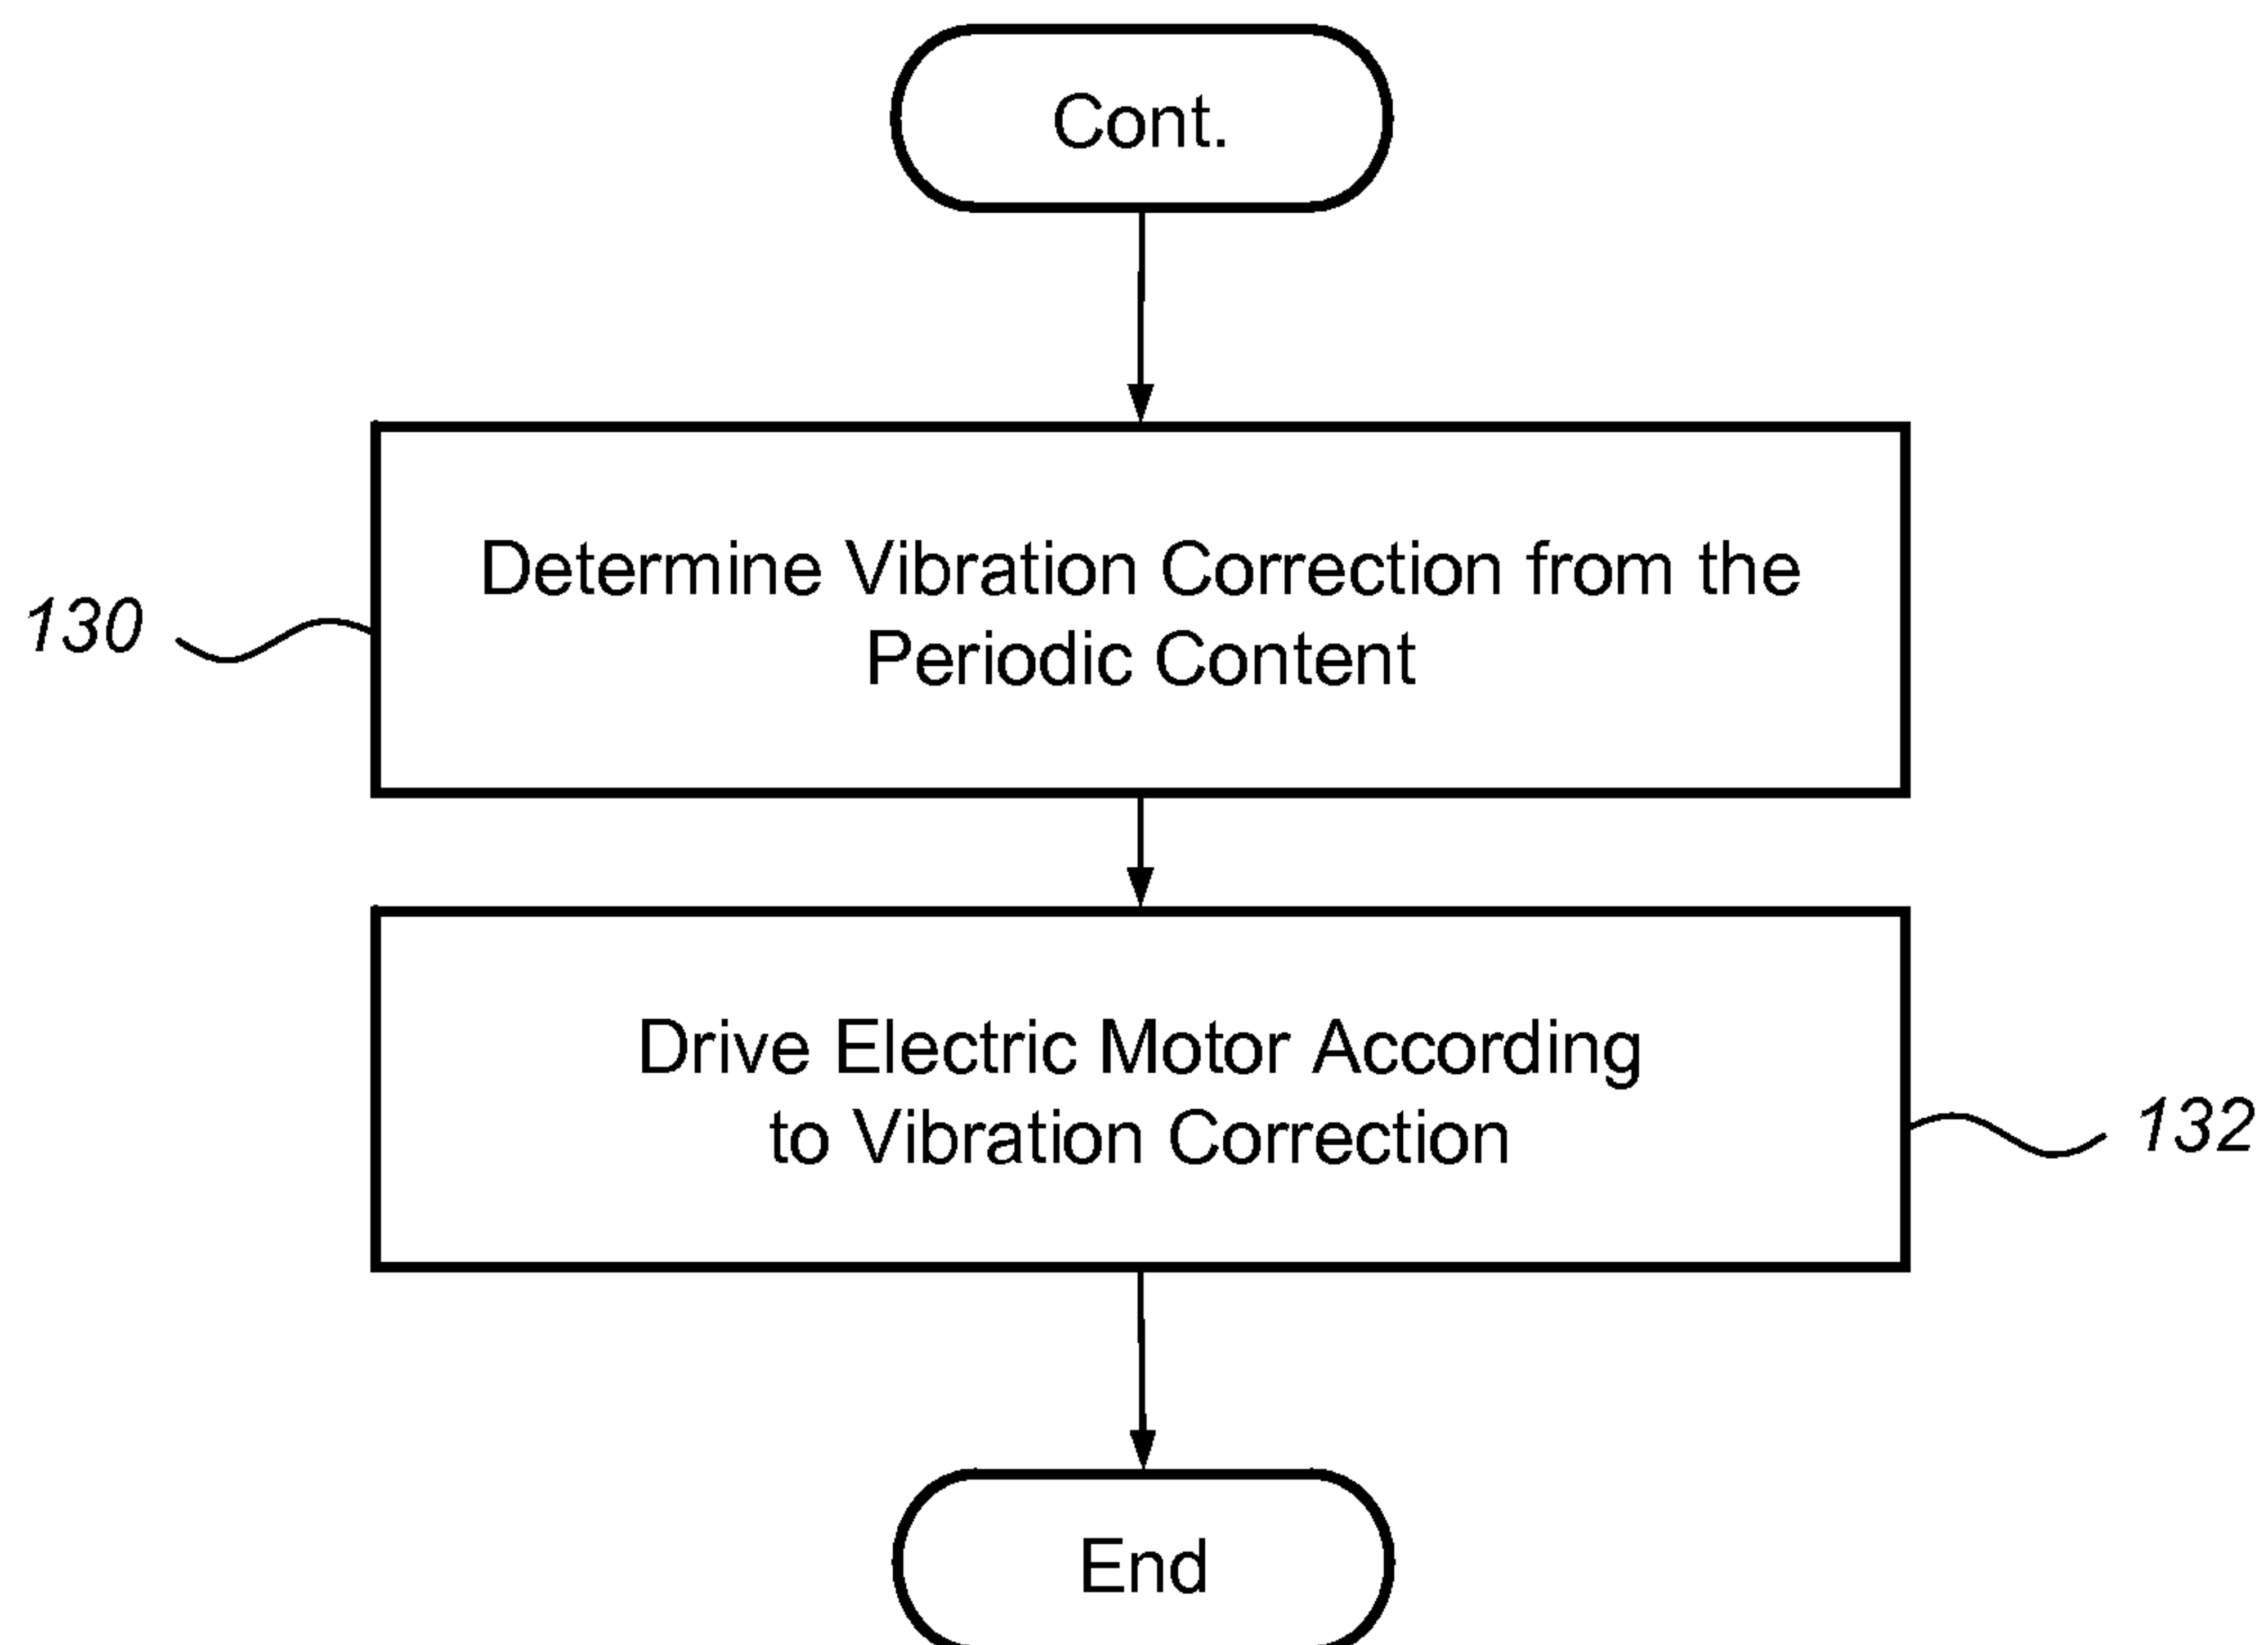 Cont.
Determine Vibration Correction from the
Periodic Content
130
Drive Electric Motor According
to Vibration Correction
132
End